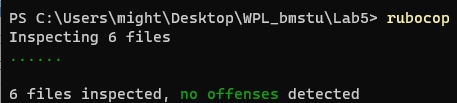 PS C:\Users\might\Desktop\WPL_bmstu\Lab5> rubocop
Inspecting 6 files
......
6 files inspected, no offenses detected